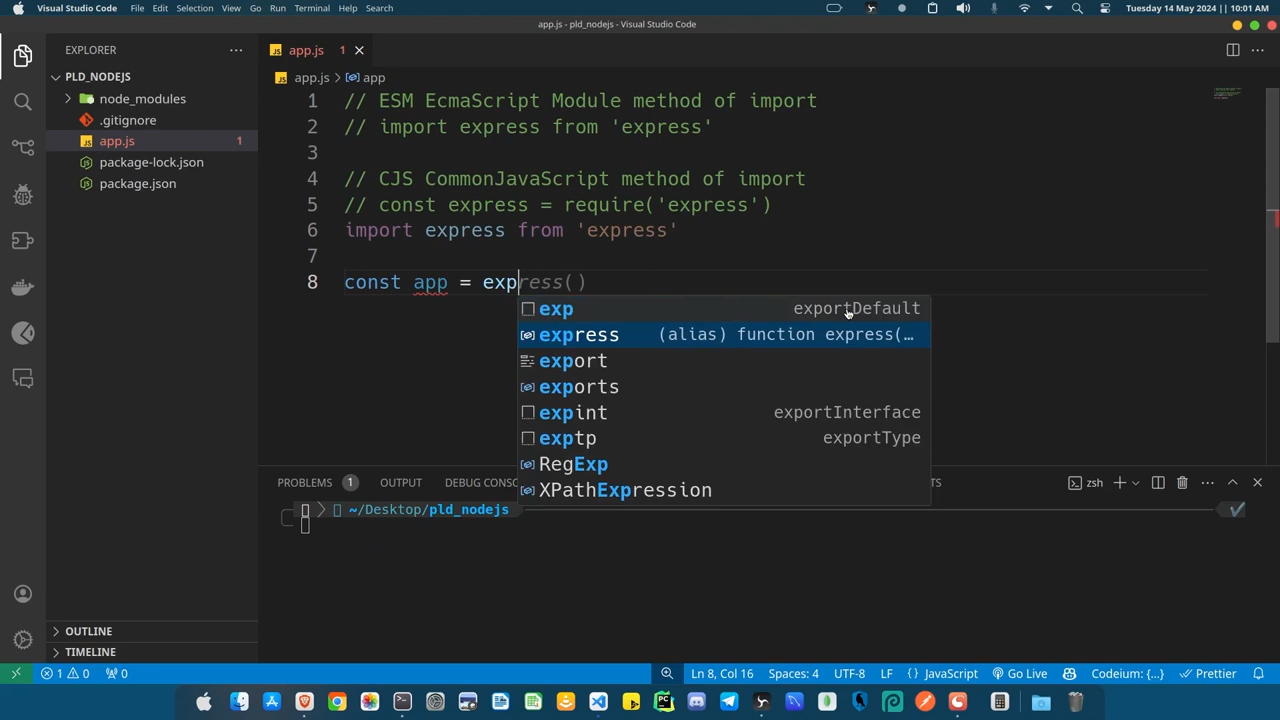 Visual Studio Code File Edit Selection View Go Run Terminal Help Search Tuesday 14 May 2024 || 10:01 AM
app.js - pld_nodejs - Visual Studio Code
EXPLORER
PLD_NODEJS
node_modules
.gitignore
app.js 1
package-lock.json
package.json
OUTLINE
TIMELINE
app.js 1
app.js > app
1 // ESM EcmaScript Module method of import
2 // import express from 'express'
3
4 // CJS CommonJavaScript method of import
5 // const express = require('express')
6 import express from 'express'
7
8 const app = express()
exp exportDefault
express (alias) function express(…
export
exports
expint exportInterface
exptp exportType
RegExp
XPathExpression
PROBLEMS 1 OUTPUT DEBUG CONSO TS zsh
~/Desktop/pld_nodejs
1 0 0 Ln 8, Col 16 Spaces: 4 UTF-8 LF {} JavaScript Go Live Codeium: {...} Prettier